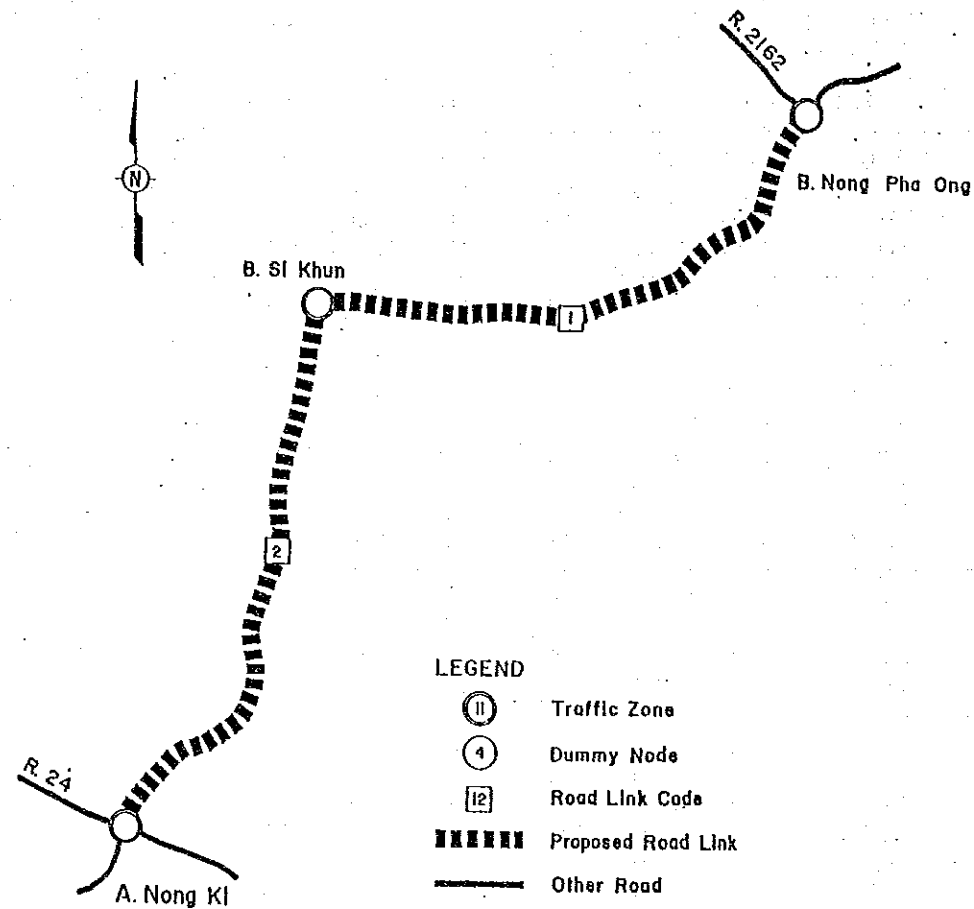 R. 2162
N
B. Nong Pha Ong
B. Si Khun
1
2
R. 24
A. Nong Ki
LEGEND
11 Traffic Zone
4 Dummy Node
12 Road Link Code
Proposed Road Link
Other Road